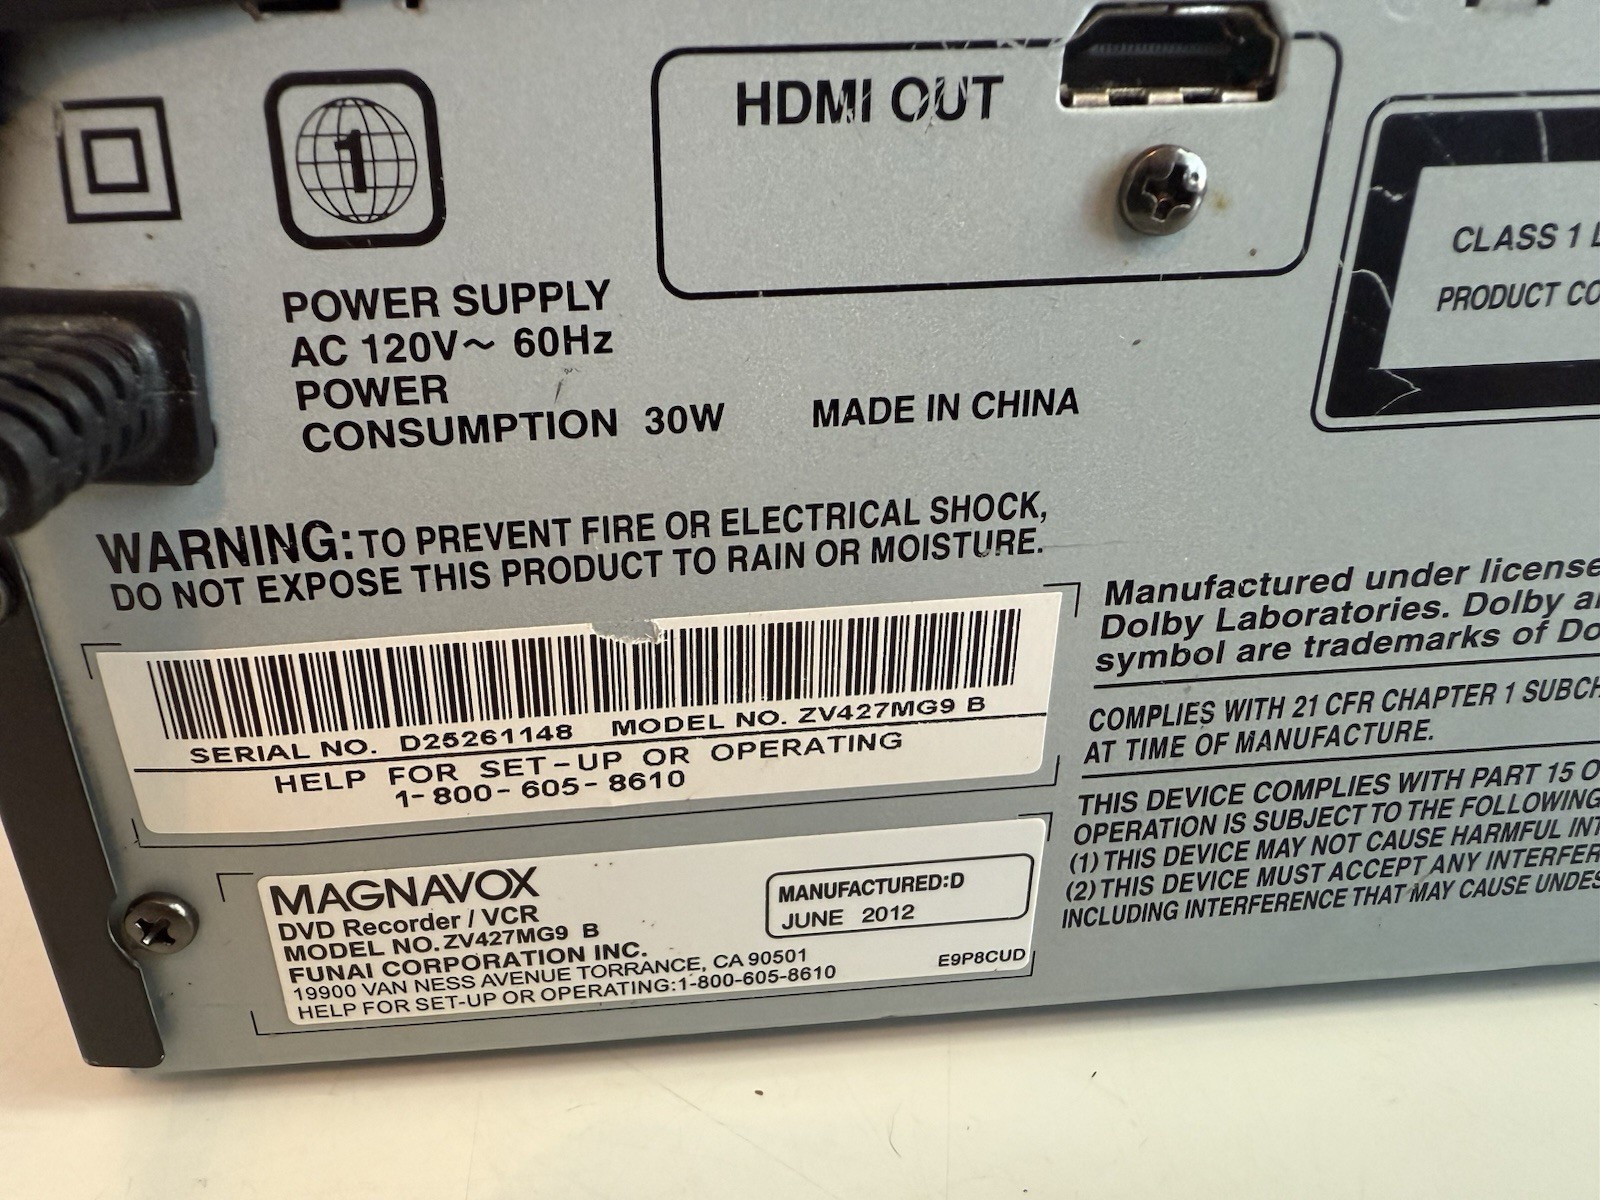 1
HDMI OUT
POWER SUPPLY
AC 120V~ 60Hz
POWER
CONSUMPTION 30W
MADE IN CHINA
CLASS 1
PRODUCT
WARNING: TO PREVENT FIRE OR ELECTRICAL SHOCK,
DO NOT EXPOSE THIS PRODUCT TO RAIN OR MOISTURE.
SERIAL NO. D25261148 MODEL NO. ZV427MG9 B
HELP FOR SET-UP OR OPERATING
1-800-605-8610
MAGNAVOX
DVD Recorder / VCR
MODEL NO. ZV427MG9 B
FUNAI CORPORATION INC.
19900 VAN NESS AVENUE TORRANCE, CA 90501
HELP FOR SET-UP OR OPERATING:1-800-605-8610
MANUFACTURED:D
JUNE 2012
E9P8CUD
Manufactured under license
Dolby Laboratories. Dolby
symbol are trademarks of
COMPLIES WITH 21 CFR CHAPTER 1
AT TIME OF MANUFACTURE.
THIS DEVICE COMPLIES WITH PART 15
OPERATION IS SUBJECT TO THE FOLLOWING
(1) THIS DEVICE MAY NOT CAUSE HARMFUL
(2) THIS DEVICE MUST ACCEPT ANY
INCLUDING INTERFERENCE THAT MAY CAUSE